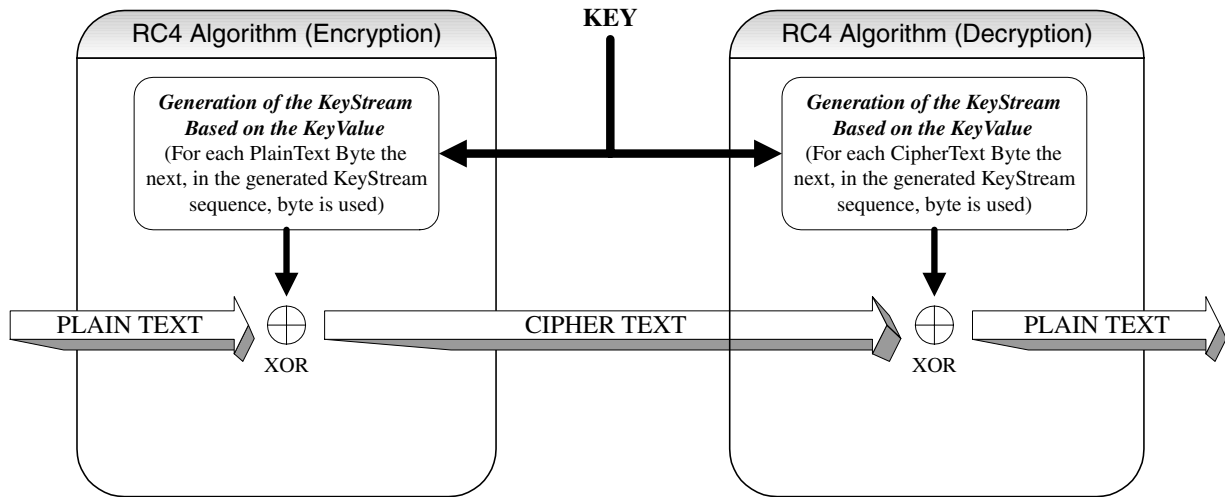 RC4 Algorithm (Encryption)
KEY
RC4 Algorithm (Decryption)
Generation of the KeyStream
Based on the KeyValue
(For each PlainText Byte the
next, in the generated KeyStream
sequence, byte is used)
Generation of the KeyStream
Based on the KeyValue
(For each CipherText Byte the
next, in the generated KeyStream
sequence, byte is used)
PLAIN TEXT
XOR
CIPHER TEXT
XOR
PLAIN TEXT